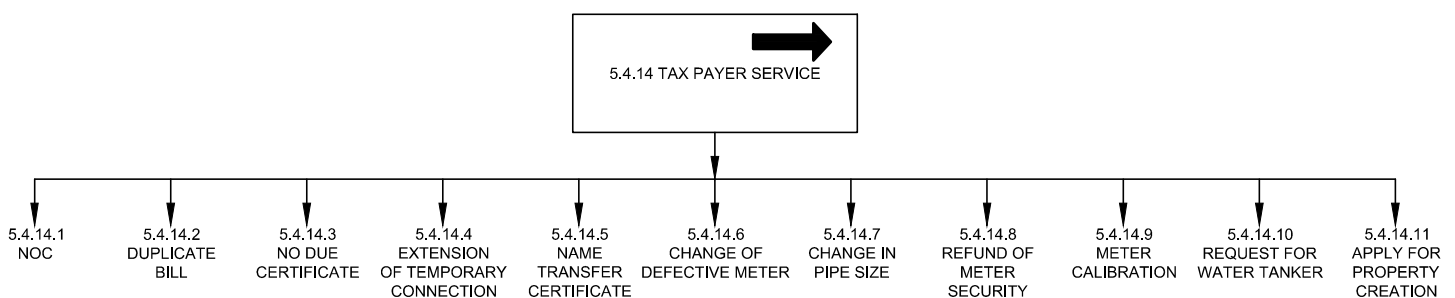 5.4.14 TAX PAYER SERVICE
5.4.14.1
NOC
5.4.14.2
DUPLICATE
BILL
5.4.14.3
NO DUE
CERTIFICATE
5.4.14.4
EXTENSION
OF TEMPORARY
CONNECTION
5.4.14.5
NAME
TRANSFER
CERTIFICATE
5.4.14.6
CHANGE OF
DEFECTIVE METER
5.4.14.7
CHANGE IN
PIPE SIZE
5.4.14.8
REFUND OF
METER
SECURITY
5.4.14.9
METER
CALIBRATION
5.4.14.10
REQUEST FOR
WATER TANKER
5.4.14.11
APPLY FOR
PROPERTY
CREATION